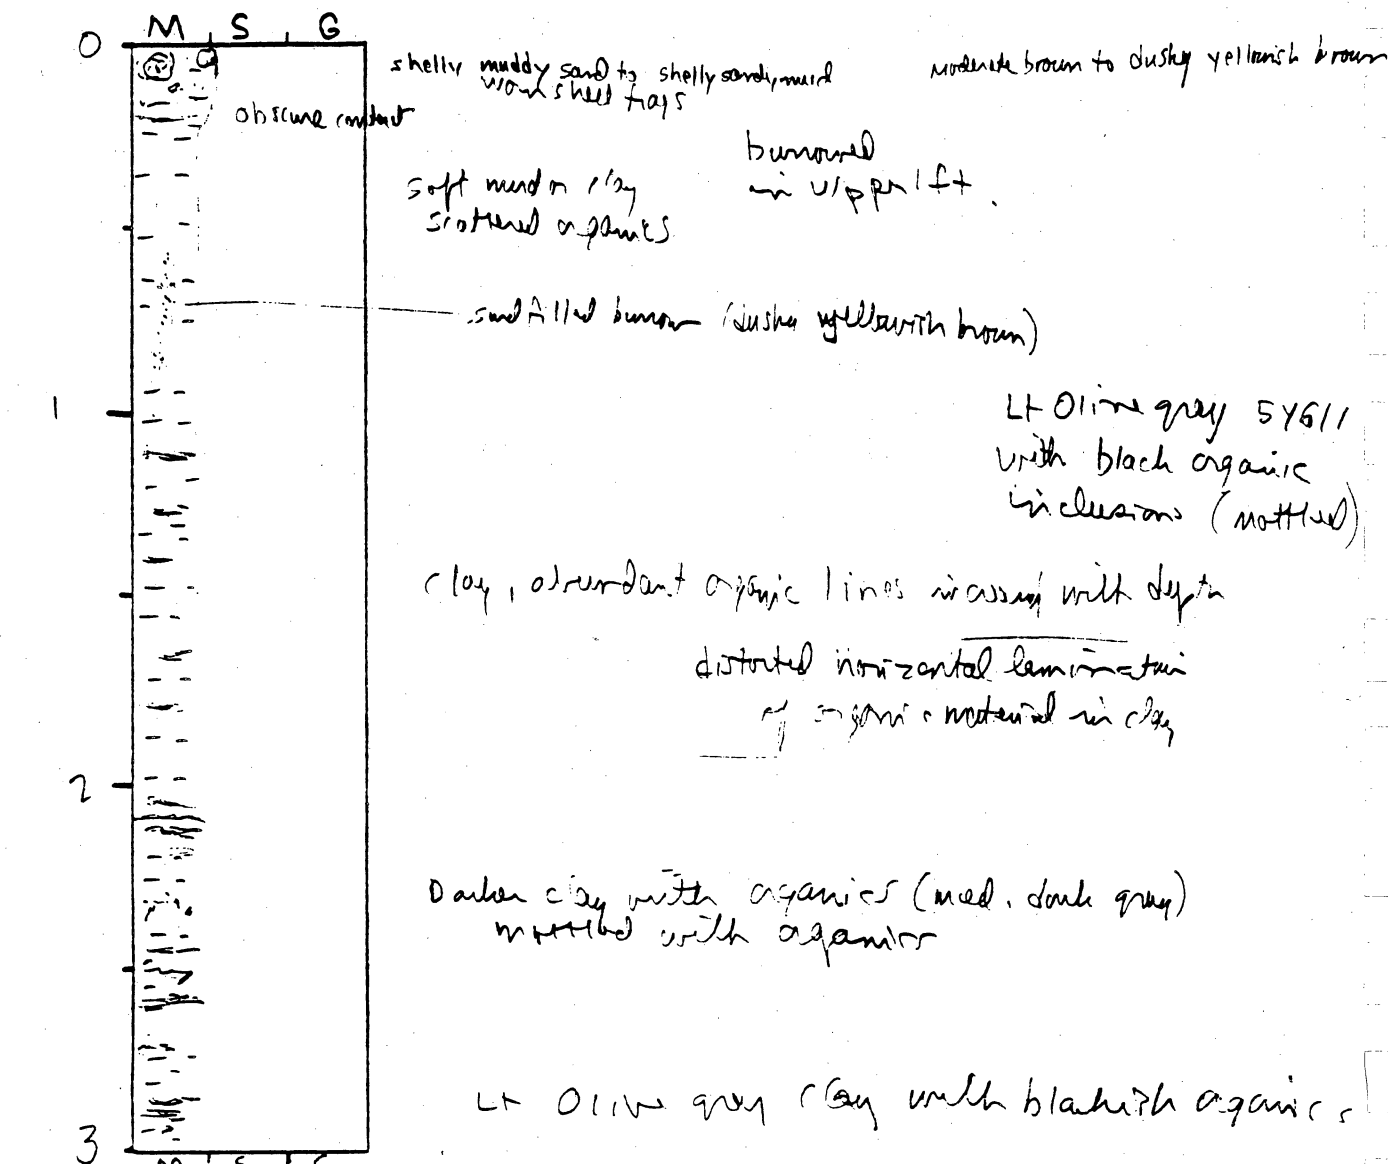 M S G
0
shelly muddy sand to shelly sandy mud
worn shell frags
moderate brown to dusky yellowish brown
obscure contact
burrowed
in upper 1 ft.
soft mud or clay
scattered organics
sand filled burrow (dusky yellowish brown)
1
Lt Olive gray 5Y6/1
with black organic
inclusions (mottled)
clay, abundant organic lines increasing with depth
distorted horizontal lamination
of organic material in clay
2
Darker clay with organics (med. dark gray)
mottled with organics
Lt Olive gray clay with blackish organics
3
M S G